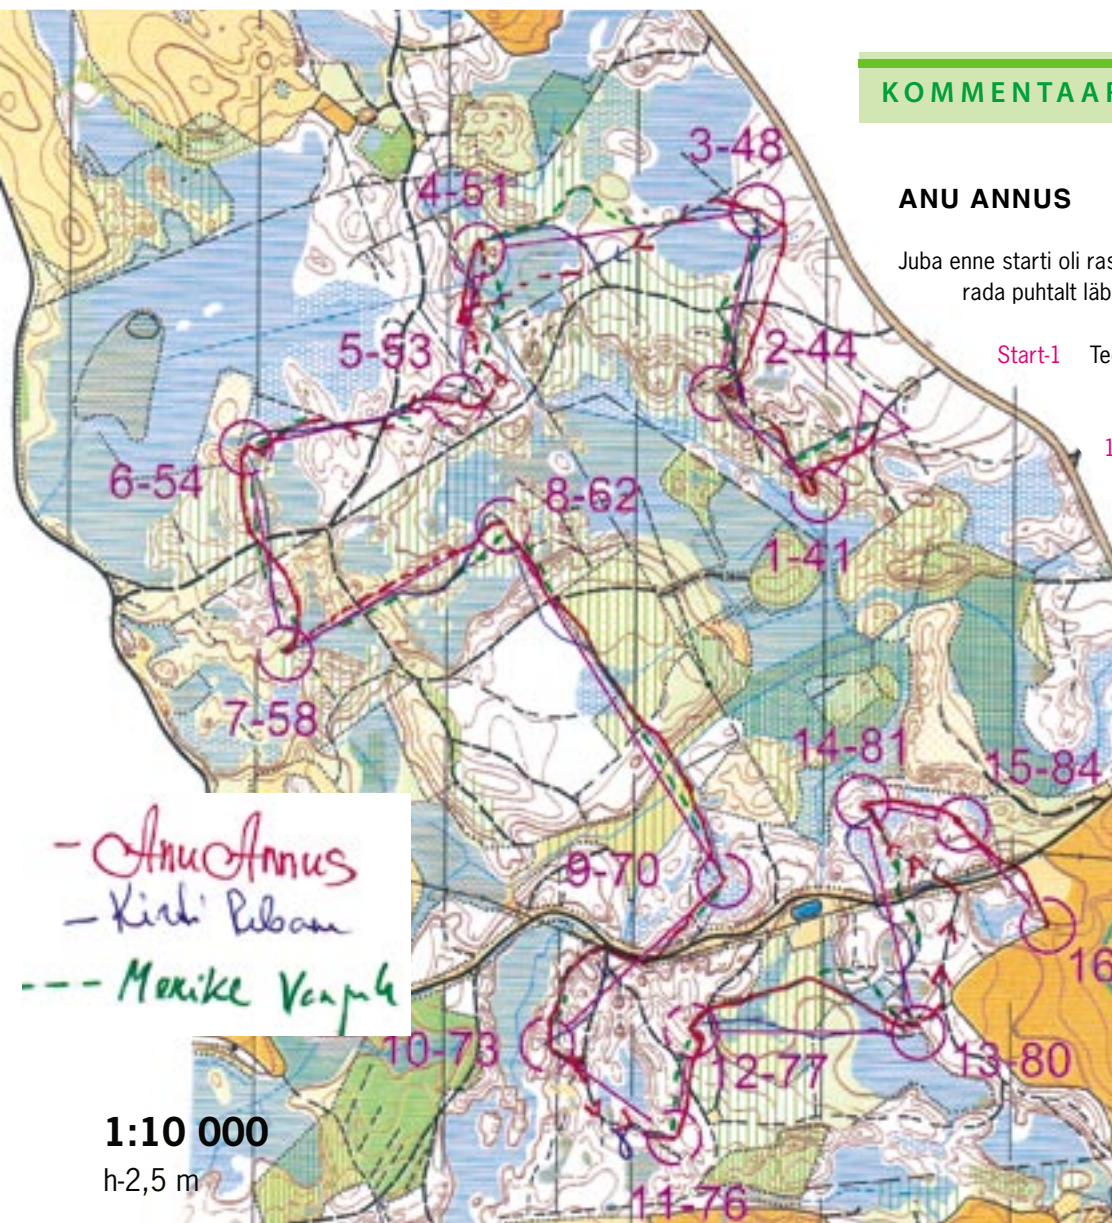 KOMMENTAAR
ANU ANNUS
Juba enne starti oli ras
rada puhtalt läb
Start-1 Te
1
3-48
4-51
5-53
2-44
6-54
8-62
1-41
7-58
14-81
15-84
9-70
16
10-73
12-77
13-80
11-76
- Anu Annus
- Kirti Rebane
--- Merike Vanjuk
1:10 000
h-2,5 m